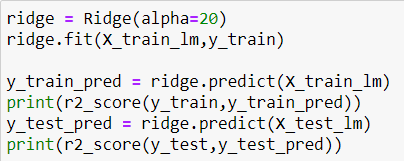 ridge = Ridge(alpha=20)
ridge.fit(X_train_lm,y_train)
y_train_pred = ridge.predict(X_train_lm)
print(r2_score(y_train,y_train_pred))
y_test_pred = ridge.predict(X_test_lm)
print(r2_score(y_test,y_test_pred))